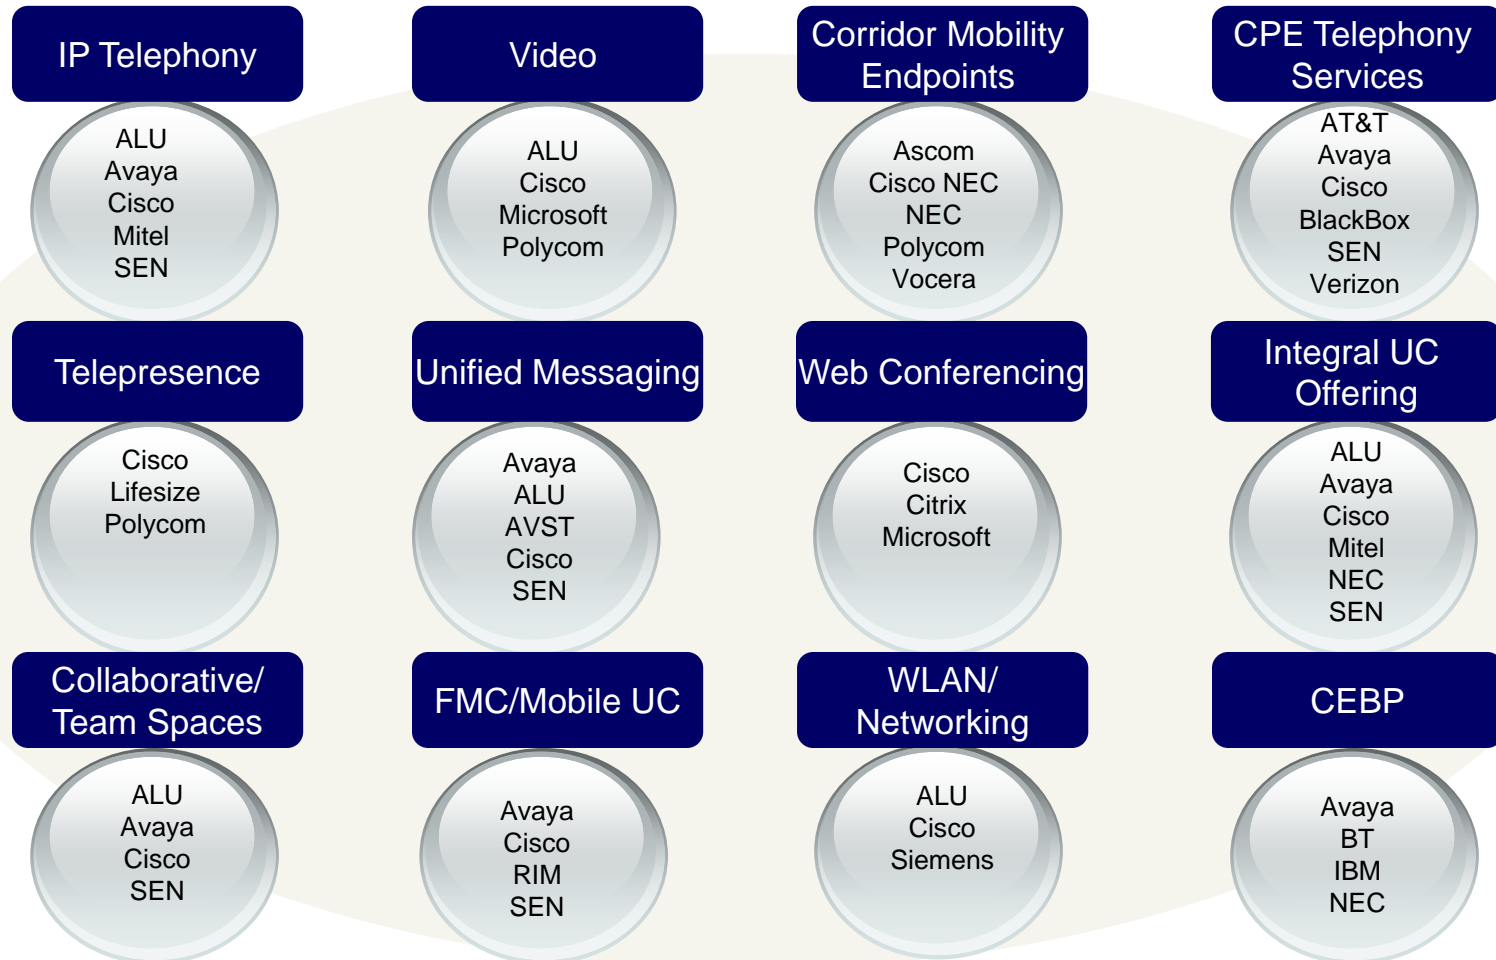 IP Telephony
ALU
Avaya
Cisco
Mitel
SEN
Video
ALU
Cisco
Microsoft
Polycom
Corridor Mobility
Endpoints
Ascom
Cisco NEC
NEC
Polycom
Vocera
CPE Telephony
Services
AT&T
Avaya
Cisco
BlackBox
SEN
Verizon
Telepresence
Cisco
Lifesize
Polycom
Unified Messaging
Avaya
ALU
AVST
Cisco
SEN
Web Conferencing
Cisco
Citrix
Microsoft
Integral UC
Offering
ALU
Avaya
Cisco
Mitel
NEC
SEN
Collaborative/
Team Spaces
ALU
Avaya
Cisco
SEN
FMC/Mobile UC
Avaya
Cisco
RIM
SEN
WLAN/
Networking
ALU
Cisco
Siemens
CEBP
Avaya
BT
IBM
NEC